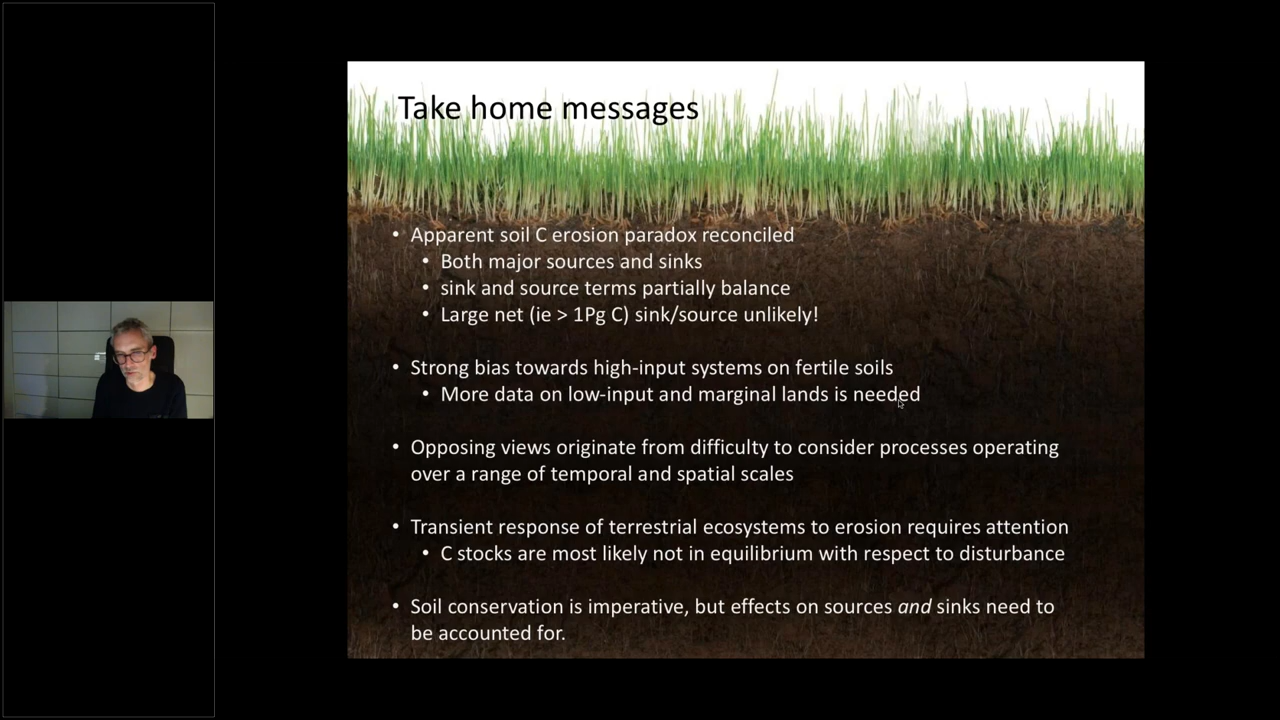 Take home messages
• Apparent soil C erosion paradox reconciled
• Both major sources and sinks
• sink and source terms partially balance
• Large net (ie > 1Pg C) sink/source unlikely!
• Strong bias towards high-input systems on fertile soils
• More data on low-input and marginal lands is needed
• Opposing views originate from difficulty to consider processes operating
over a range of temporal and spatial scales
• Transient response of terrestrial ecosystems to erosion requires attention
• C stocks are most likely not in equilibrium with respect to disturbance
• Soil conservation is imperative, but effects on sources and sinks need to
be accounted for.